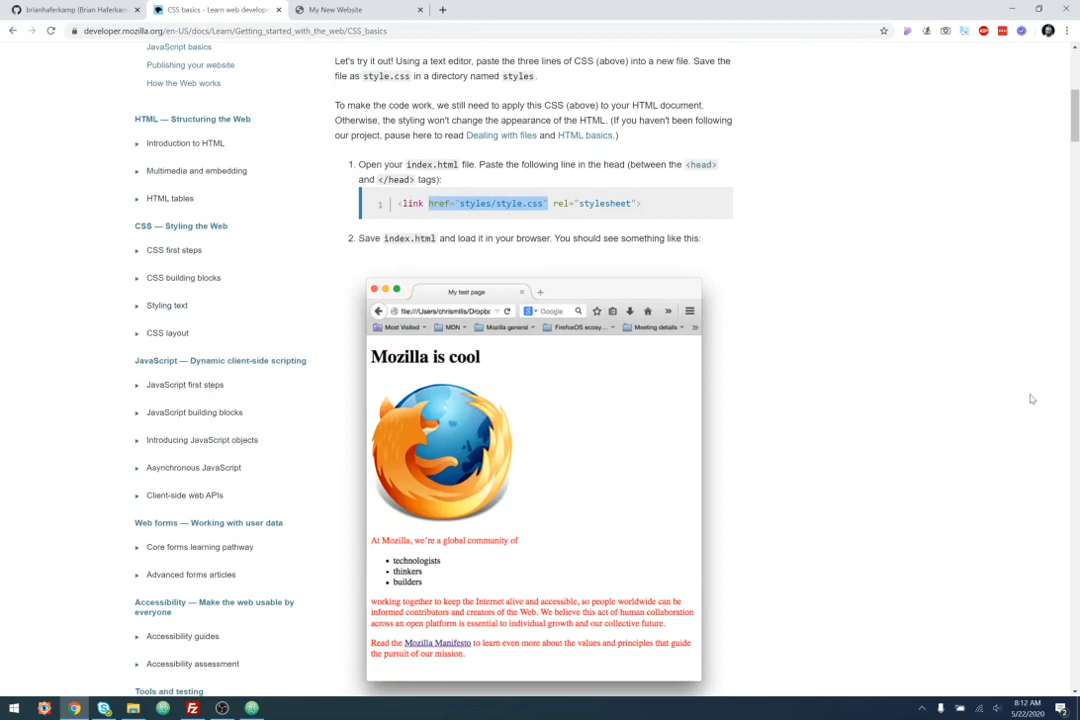 brianhaferkamp (Brian Haferkamp
CSS basics - Learn web develop
My New Website
developer.mozilla.org/en-US/docs/Learn/Getting_started_with_the_web/CSS_basics
JavaScript basics
Publishing your website
How the Web works
HTML — Structuring the Web
Introduction to HTML
Multimedia and embedding
HTML tables
CSS — Styling the Web
CSS first steps
CSS building blocks
Styling text
CSS layout
JavaScript — Dynamic client-side scripting
JavaScript first steps
JavaScript building blocks
Introducing JavaScript objects
Asynchronous JavaScript
Client-side web APIs
Web forms — Working with user data
Core forms learning pathway
Advanced forms articles
Accessibility — Make the web usable by
everyone
Accessibility guides
Accessibility assessment
Tools and testing
Let's try it out! Using a text editor, paste the three lines of CSS (above) into a new file. Save the
file as style.css in a directory named styles.
To make the code work, we still need to apply this CSS (above) to your HTML document.
Otherwise, the styling won't change the appearance of the HTML. (If you haven't been following
our project, pause here to read Dealing with files and HTML basics.)
1. Open your index.html file. Paste the following line in the head (between the <head>
and </head> tags):
1 <link href="styles/style.css" rel="stylesheet">
2. Save index.html and load it in your browser. You should see something like this:
My test page
file:///Users/chrismills/Dropbo
Google
Most Visited
MDN
Mozilla general
FirefoxOS ecosy...
Meeting details
Mozilla is cool
At Mozilla, we're a global community of
• technologists
• thinkers
• builders
working together to keep the Internet alive and accessible, so people worldwide can be
informed contributors and creators of the Web. We believe this act of human collaboration
across an open platform is essential to individual growth and our collective future.
Read the Mozilla Manifesto to learn even more about the values and principles that guide
the pursuit of our mission.
8:12 AM
5/22/2020